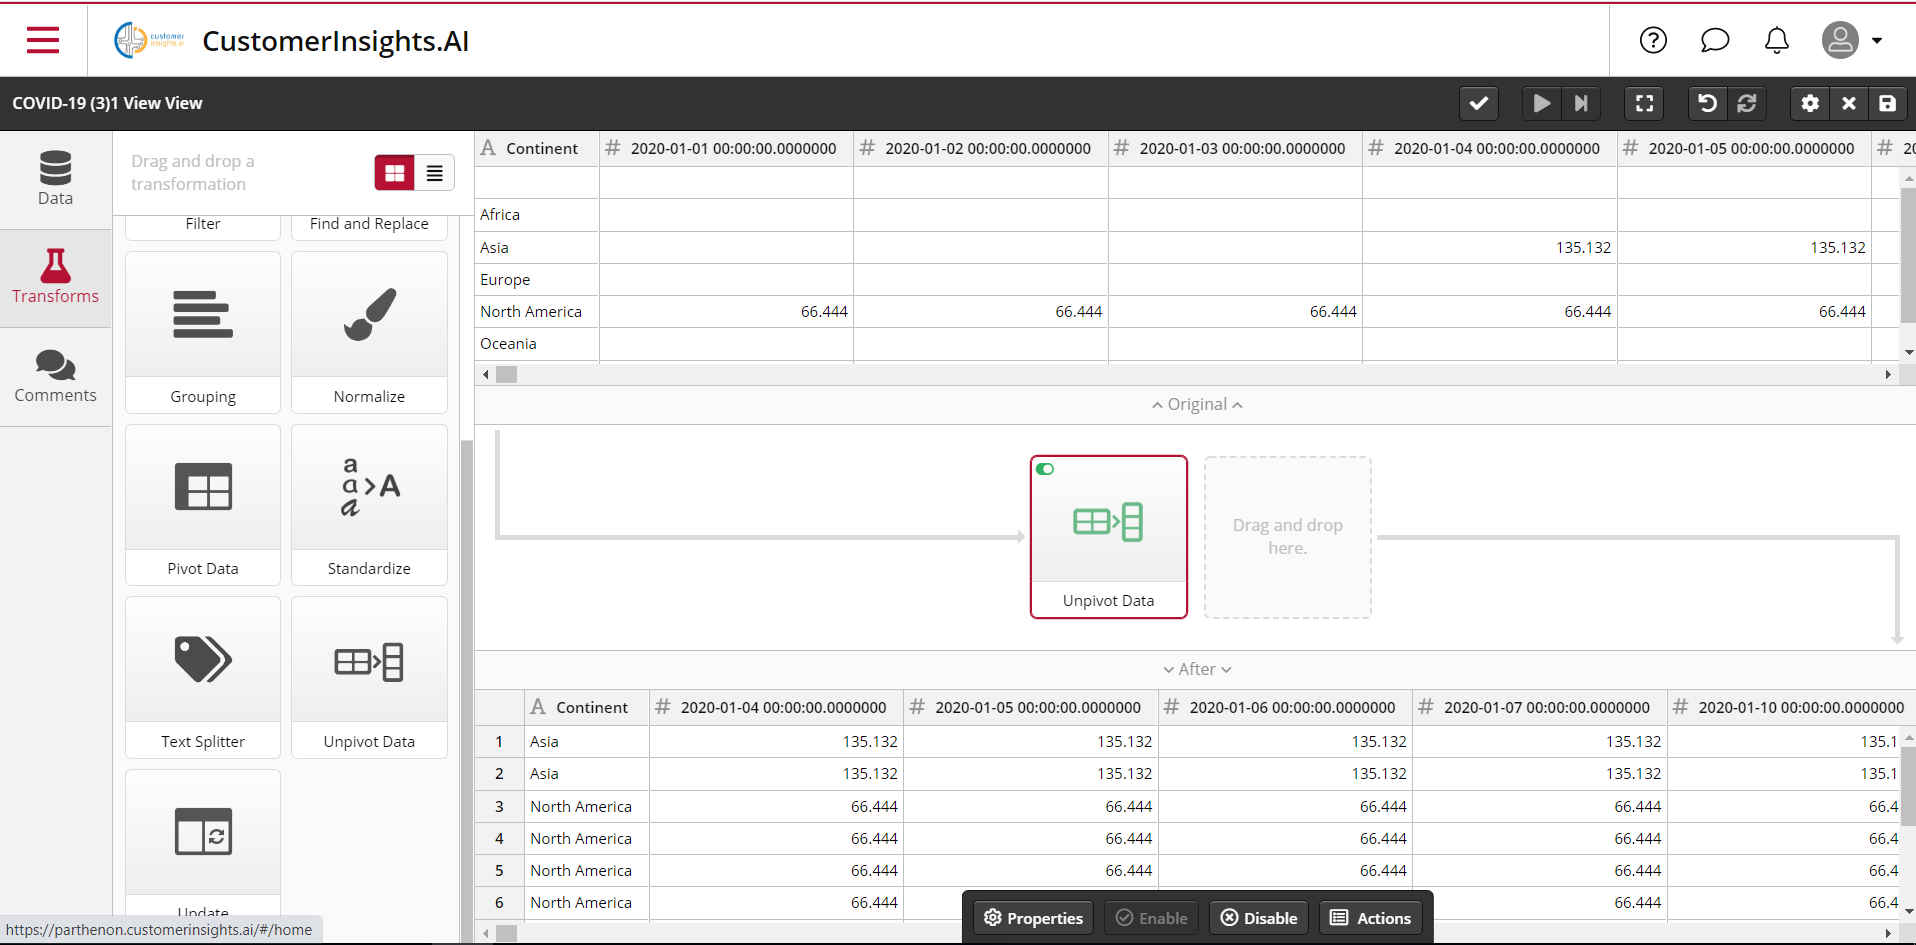 customer
insights.ai
CustomerInsights.AI
COVID-19 (3)1 View View
Data
Transforms
Comments
Drag and drop a
transformation
Filter
Find and Replace
Grouping
Normalize
Pivot Data
a
a > A
a
Standardize
Text Splitter
Unpivot Data
Update
https://parthenon.customerinsights.ai/#/home
A Continent # 2020-01-01 00:00:00.0000000 # 2020-01-02 00:00:00.0000000 # 2020-01-03 00:00:00.0000000 # 2020-01-04 00:00:00.0000000 # 2020-01-05 00:00:00.0000000 # 20
Africa
Asia 135.132 135.132
Europe
North America 66.444 66.444 66.444 66.444 66.444
Oceania
Original
Unpivot Data
Drag and drop
here.
After
A Continent # 2020-01-04 00:00:00.0000000 # 2020-01-05 00:00:00.0000000 # 2020-01-06 00:00:00.0000000 # 2020-01-07 00:00:00.0000000 # 2020-01-10 00:00:00.0000000
1 Asia 135.132 135.132 135.132 135.132 135.1
2 Asia 135.132 135.132 135.132 135.132 135.1
3 North America 66.444 66.444 66.444 66.444 66.4
4 North America 66.444 66.444 66.444 66.444 66.4
5 North America 66.444 66.444 66.444 66.444 66.4
6 North America 66.444 66.444 66.4
Properties Enable Disable Actions